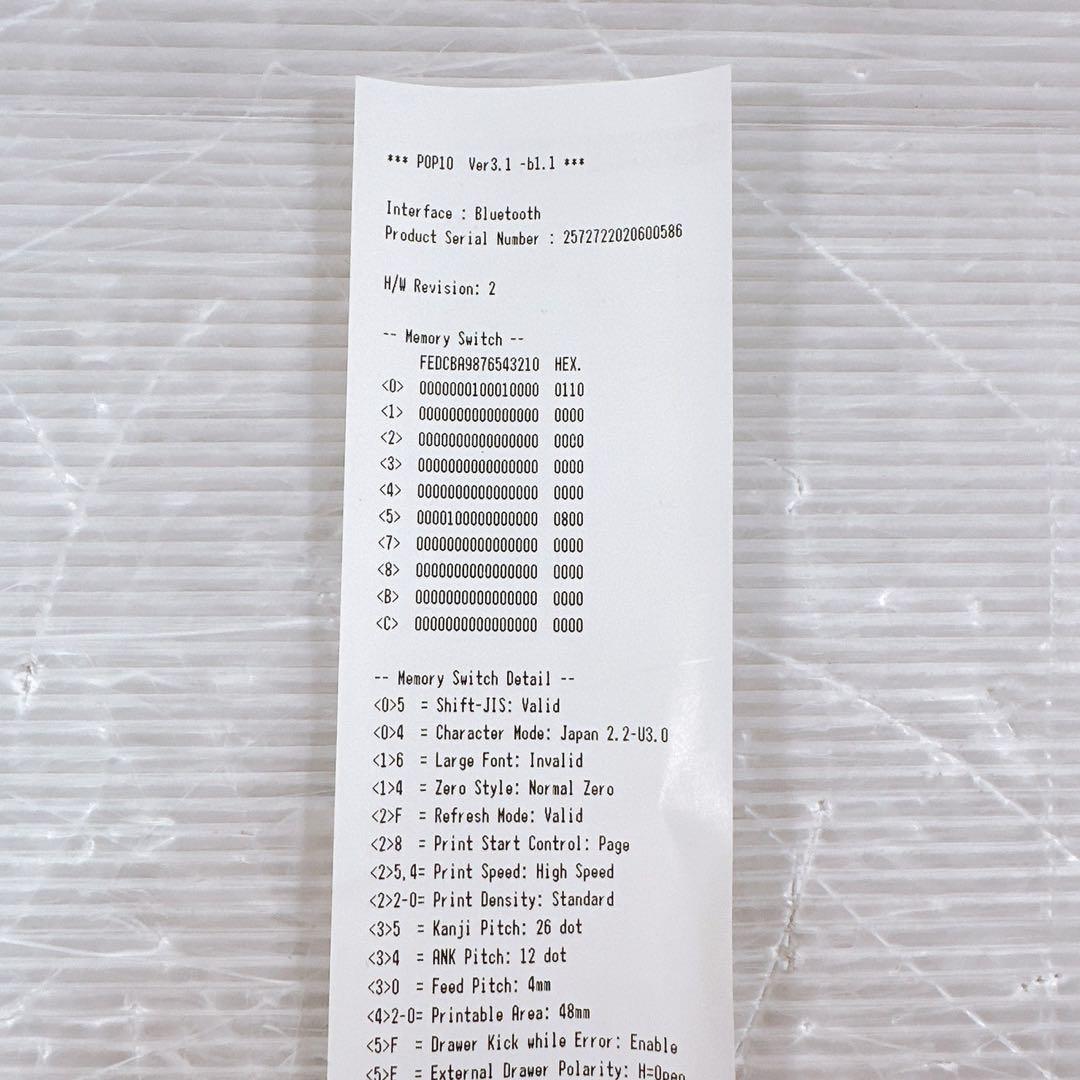 *** POP10 Ver3.1 -b1.1 ***
Interface : Bluetooth
Product Serial Number : 2572722020600586
H/W Revision: 2
-- Memory Switch --
FEDCBA9876543210 HEX.
<0> 0000000100010000 0110
<1> 0000000000000000 0000
<2> 0000000000000000 0000
<3> 0000000000000000 0000
<4> 0000000000000000 0000
<5> 0000100000000000 0800
<7> 0000000000000000 0000
<8> 0000000000000000 0000
<B> 0000000000000000 0000
<C> 0000000000000000 0000
-- Memory Switch Detail --
<0>5 = Shift-JIS: Valid
<0>4 = Character Mode: Japan 2.2-U3.0
<1>6 = Large Font: Invalid
<1>4 = Zero Style: Normal Zero
<2>F = Refresh Mode: Valid
<2>8 = Print Start Control: Page
<2>5,4= Print Speed: High Speed
<2>2-0= Print Density: Standard
<3>5 = Kanji Pitch: 26 dot
<3>4 = ANK Pitch: 12 dot
<3>0 = Feed Pitch: 4mm
<4>2-0= Printable Area: 48mm
<5>F = Drawer Kick while Error: Enable
<5>E = External Drawer Polarity: H=Open